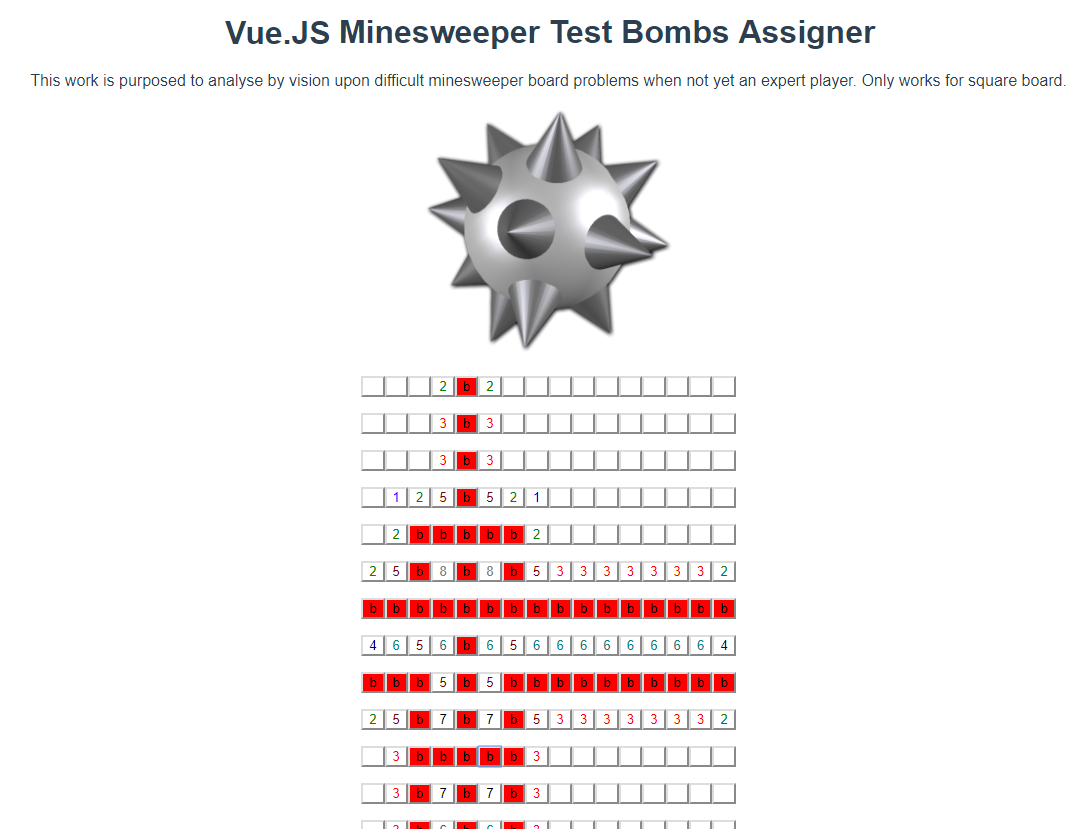 Vue.JS Minesweeper Test Bombs Assigner
This work is purposed to analyse by vision upon difficult minesweeper board problems when not yet an expert player. Only works for square board.
2 b 2
3 b 3
3 b 3
1 2 5 b 5 2 1
2 b b b b b 2
2 5 b 8 b 8 b 5 3 3 3 3 3 3 3 2
b b b b b b b b b b b b b b b b
4 6 5 6 b 6 5 6 6 6 6 6 6 6 6 4
b b b 5 b 5 b b b b b b b b b b
2 5 b 7 b 7 b 5 3 3 3 3 3 3 3 2
3 b b b b b 3
3 b 7 b 7 b 3